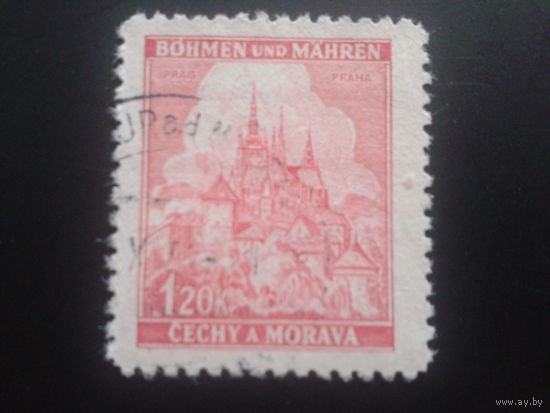 BÖHMEN UND MÄHREN
PRAG PRAHA
1.20K
ČECHY A MORAVA
www.ay.by